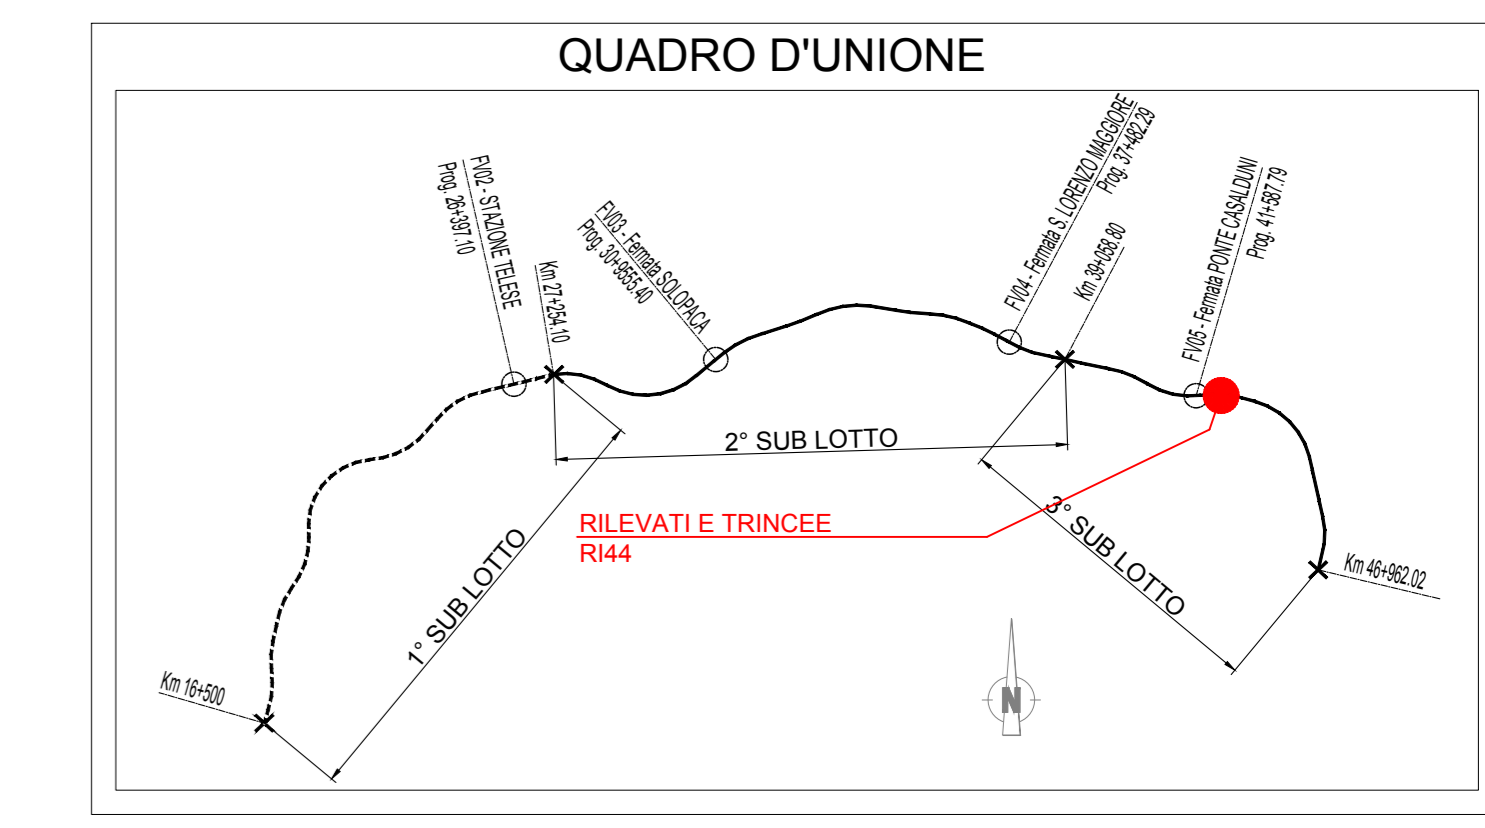 QUADRO D'UNIONE
FV02 - STAZIONE TELESE
Prog. 26+397.10
Km 27+254.10
FV03 - Fermata SOLOPACA
Prog. 30+9555.40
FV04 - Fermata S. LORENZO MAGGIORE
Prog. 37+482.29
Km 39+058.80
FV05 - Fermata PONTE CASALDUNI
Prog. 41+587.79
2° SUB LOTTO
RILEVATI E TRINCEE
RI44
1° SUB LOTTO
3° SUB LOTTO
Km 46+962.02
Km 16+500
N